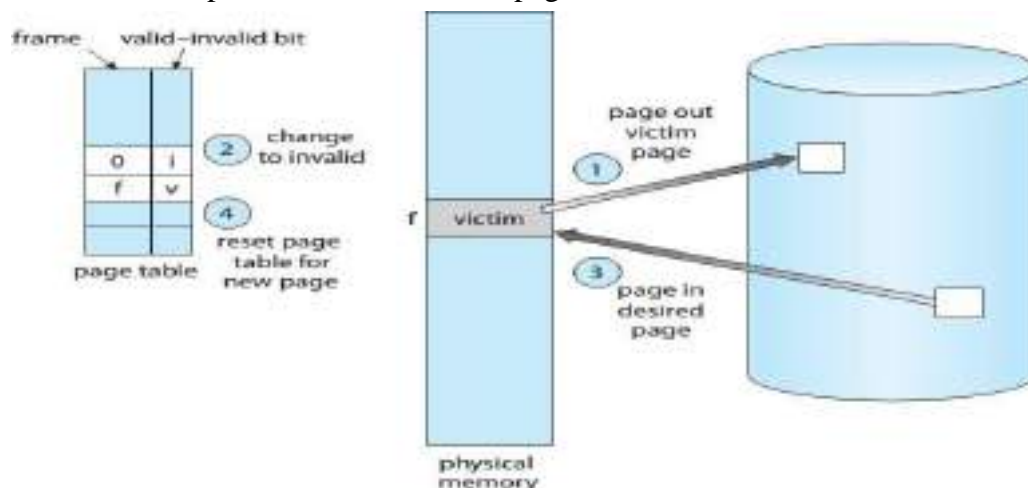 frame
valid–invalid bit
0 i
f v
page table
2
change
to invalid
4
reset page
table for
new page
f
victim
physical
memory
1
page out
victim
page
3
page in
desired
page